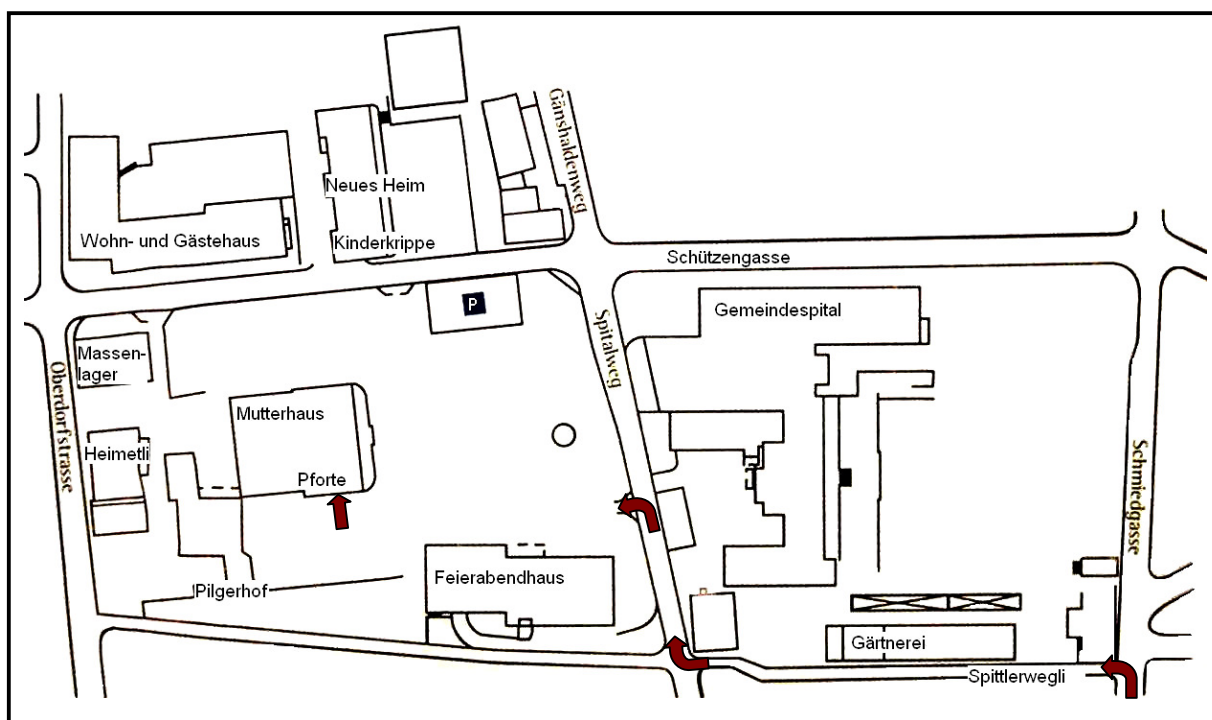 Gänshaldenweg
Neues Heim
Wohn- und Gästehaus
Kinderkrippe
Schützengasse
P
Gemeindespital
Spitalweg
Massen-
lager
Oberdorfstrasse
Mutterhaus
Heimetli
Pforte
Schmiedgasse
Feierabendhaus
Pilgerhof
Gärtnerei
Spittlerwegli